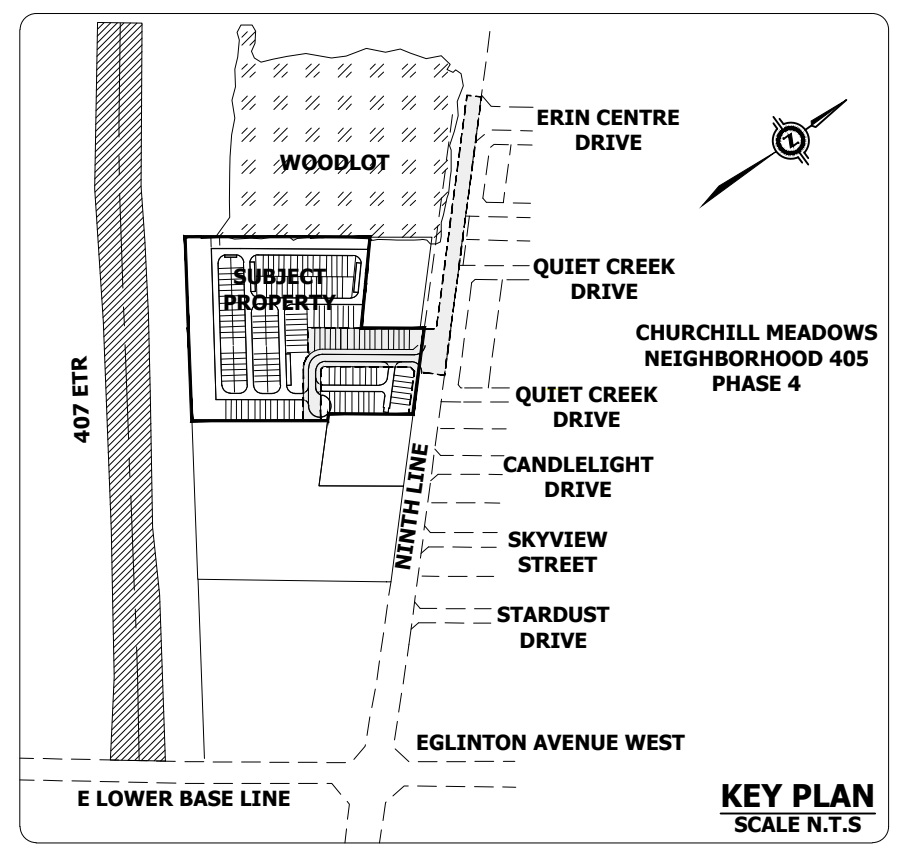 ERIN CENTRE
DRIVE
WOODLOT
Z
SUBJECT
PROPERTY
QUIET CREEK
DRIVE
CHURCHILL MEADOWS
NEIGHBORHOOD 405
PHASE 4
407 ETR
QUIET CREEK
DRIVE
CANDLELIGHT
DRIVE
NINTH LINE
SKYVIEW
STREET
STARDUST
DRIVE
EGLINTON AVENUE WEST
E LOWER BASE LINE
KEY PLAN
SCALE N.T.S